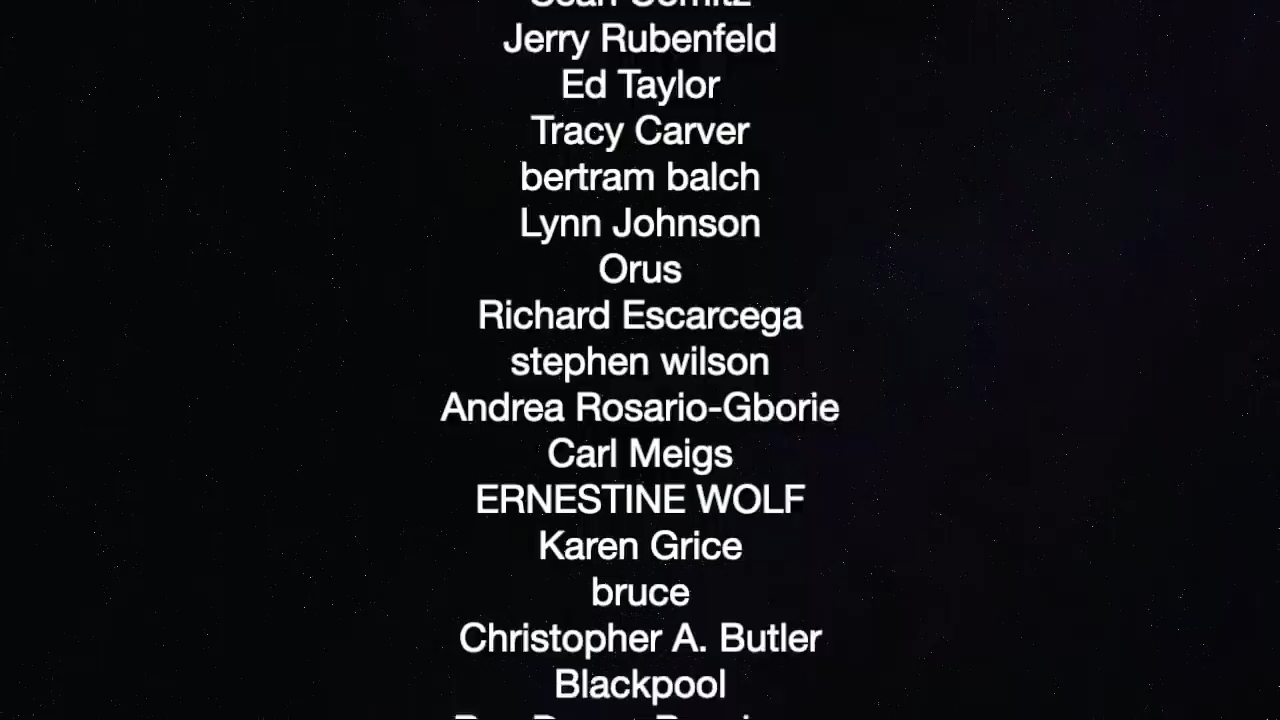 Jerry Rubenfeld
Ed Taylor
Tracy Carver
bertram balch
Lynn Johnson
Orus
Richard Escarcega
stephen wilson
Andrea Rosario-Gborie
Carl Meigs
ERNESTINE WOLF
Karen Grice
bruce
Christopher A. Butler
Blackpool